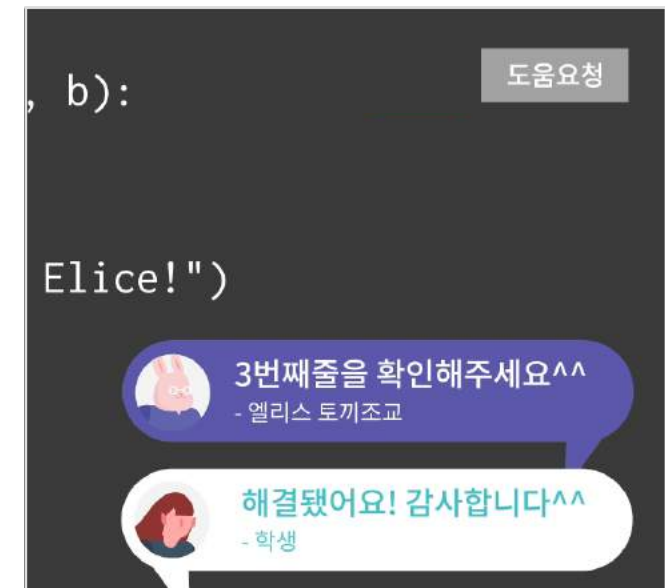 , b):
도움요청
Elice!")
3번째줄을 확인해주세요^^
- 엘리스 토끼조교
해결됐어요! 감사합니다^^
- 학생